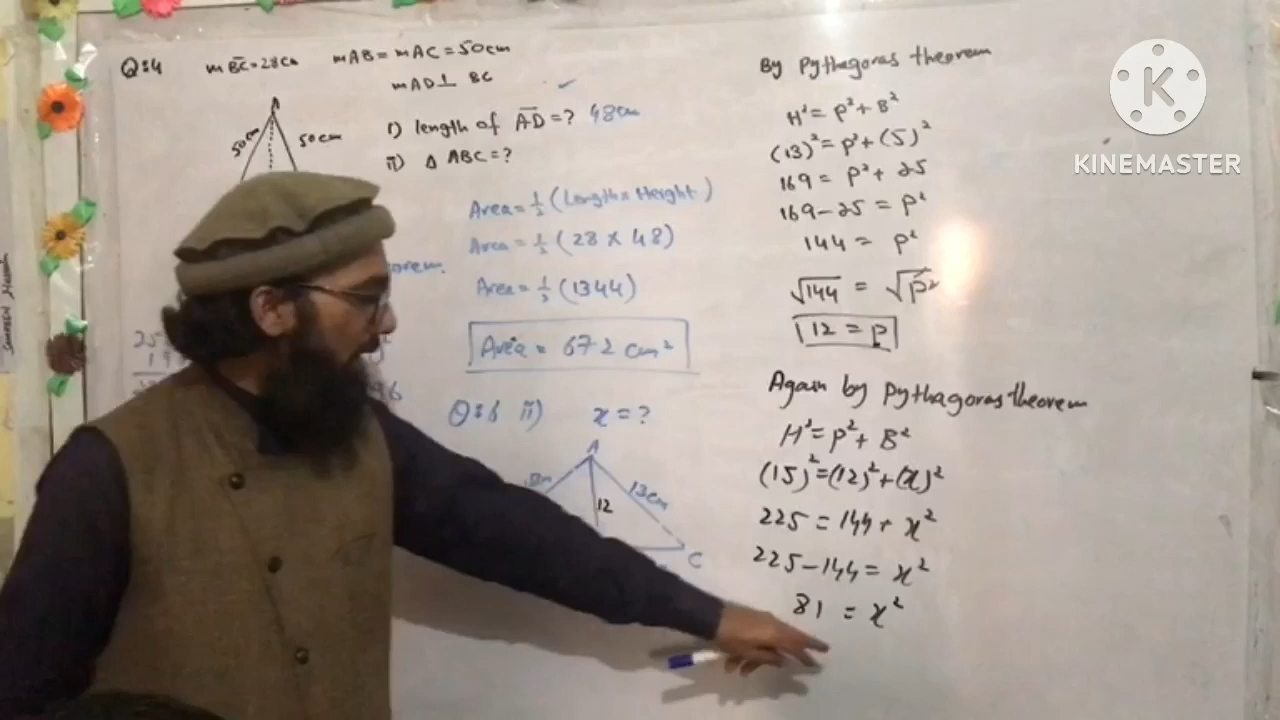 Q:4 mBC=28cm mAB=mAC=50cm
mAD⊥ BC
A
50cm
50cm
i) length of AD=? 48cm
ii) Δ ABC=?
Area=½(Length×Height)
Area=½(28×48)
Area=½(1344)
Area=672 cm²
orem.
Q:6 ii) x=?
A
13cm
12
C
By Pythagoras theorem
H²=P²+B²
(13)²=P²+(5)²
169=P²+25
169-25=P²
144=P²
√144=√P²
12=P
Again by Pythagoras theorem
H²=P²+B²
(15)²=(12)²+(x)²
225=144+x²
225-144=x²
81=x²
K
KINEMASTER